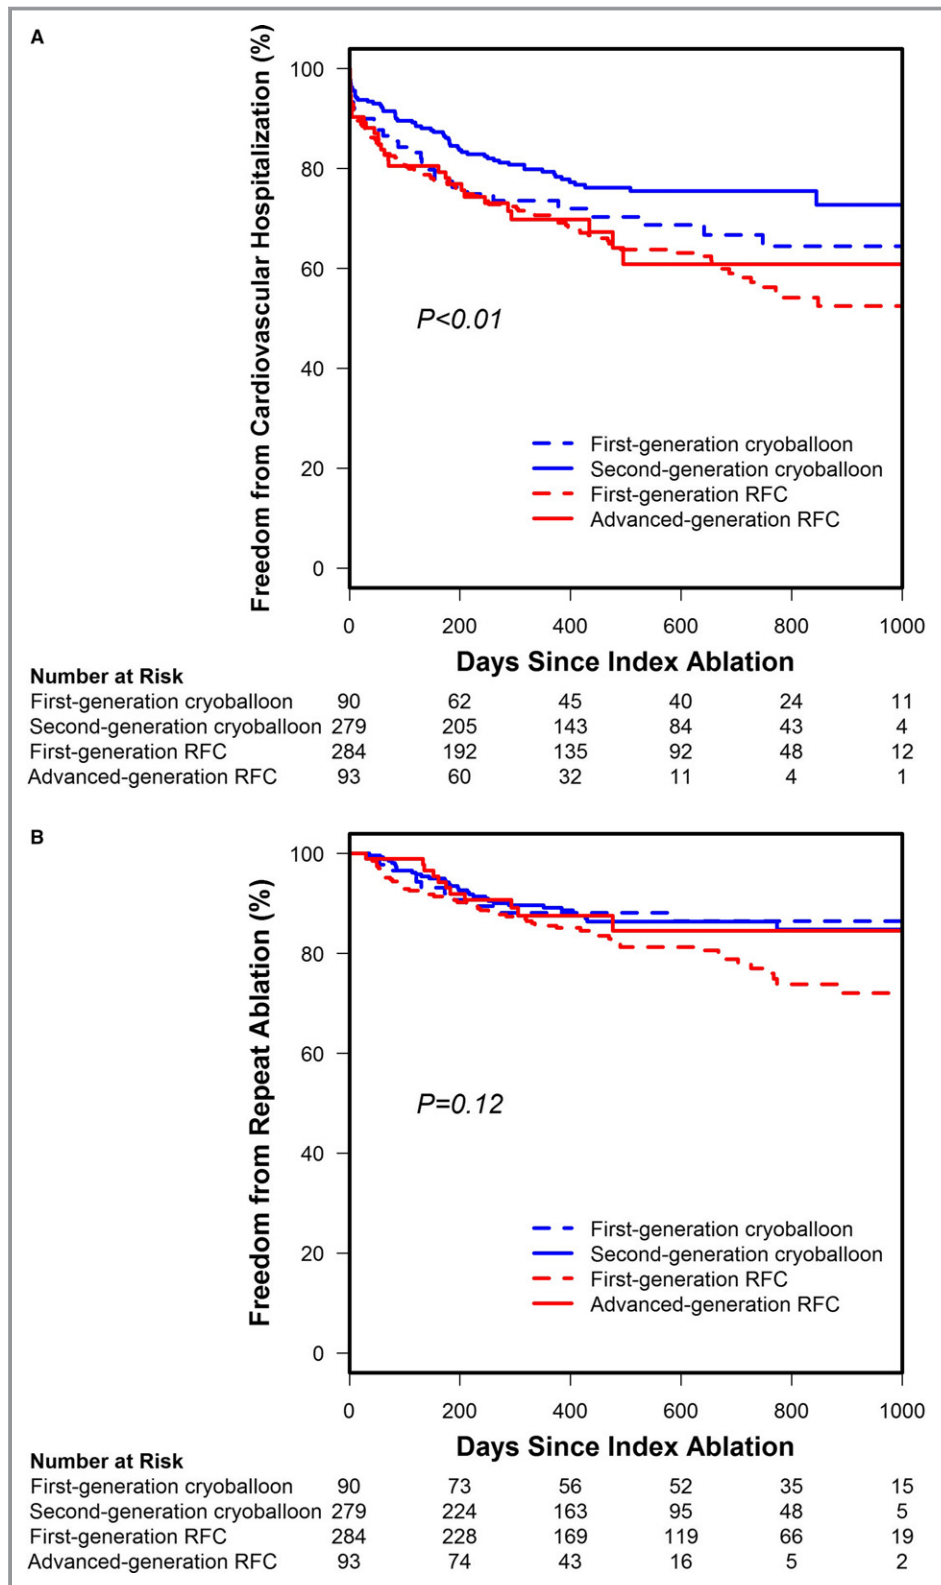 A
Freedom from Cardiovascular Hospitalization (%)
100
80
60
40
20
0
P<0.01
First-generation cryoballoon
Second-generation cryoballoon
First-generation RFC
Advanced-generation RFC
0 200 400 600 800 1000
Days Since Index Ablation
Number at Risk
First-generation cryoballoon 90 62 45 40 24 11
Second-generation cryoballoon 279 205 143 84 43 4
First-generation RFC 284 192 135 92 48 12
Advanced-generation RFC 93 60 32 11 4 1
B
Freedom from Repeat Ablation (%)
100
80
60
40
20
0
P=0.12
First-generation cryoballoon
Second-generation cryoballoon
First-generation RFC
Advanced-generation RFC
0 200 400 600 800 1000
Days Since Index Ablation
Number at Risk
First-generation cryoballoon 90 73 56 52 35 15
Second-generation cryoballoon 279 224 163 95 48 5
First-generation RFC 284 228 169 119 66 19
Advanced-generation RFC 93 74 43 16 5 2